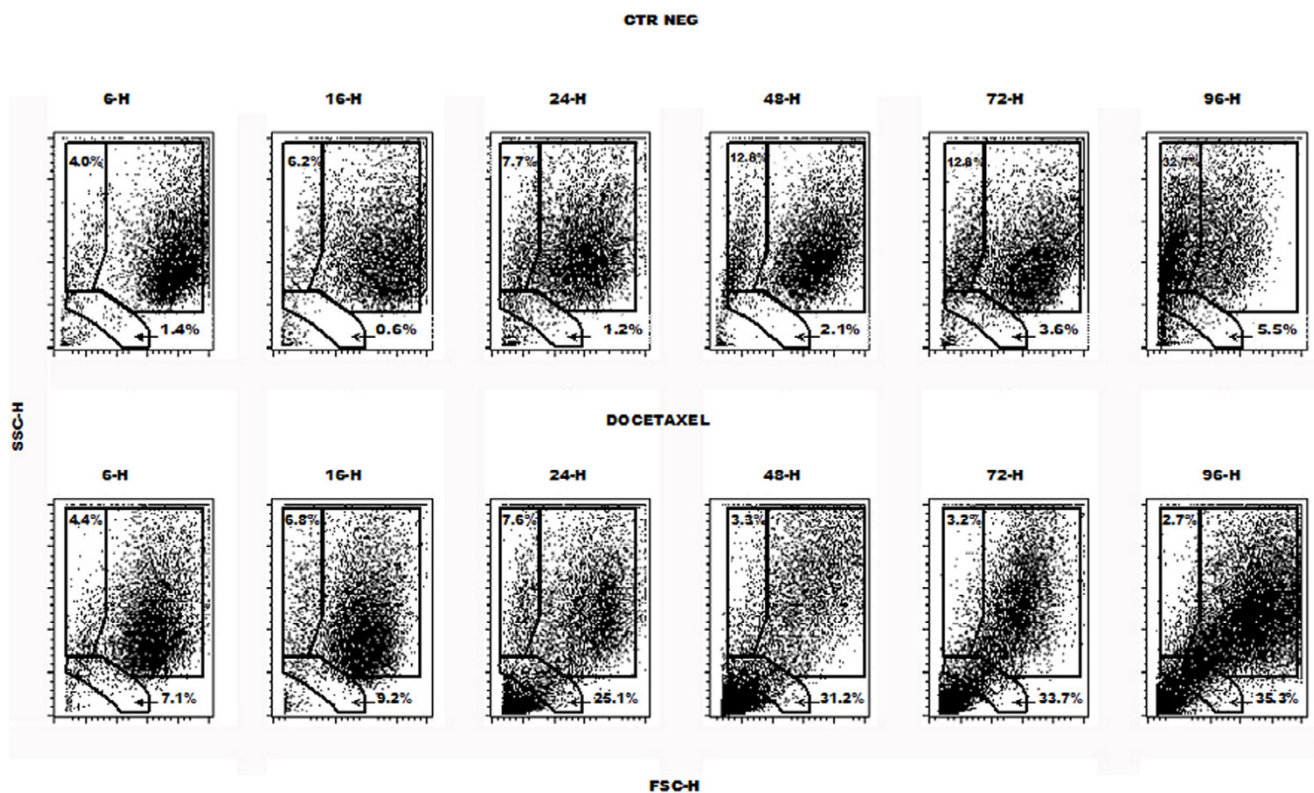 CTR NEG
6-H 16-H 24-H 48-H 72-H 96-H
4.0% 6.2% 7.7% 12.8% 12.8% 32.7%
1.4% 0.6% 1.2% 2.1% 3.6% 5.5%
SSC-H
DOCETAXEL
6-H 16-H 24-H 48-H 72-H 96-H
4.4% 6.8% 7.6% 3.3% 3.2% 2.7%
7.1% 9.2% 25.1% 31.2% 33.7% 35.3%
FSC-H